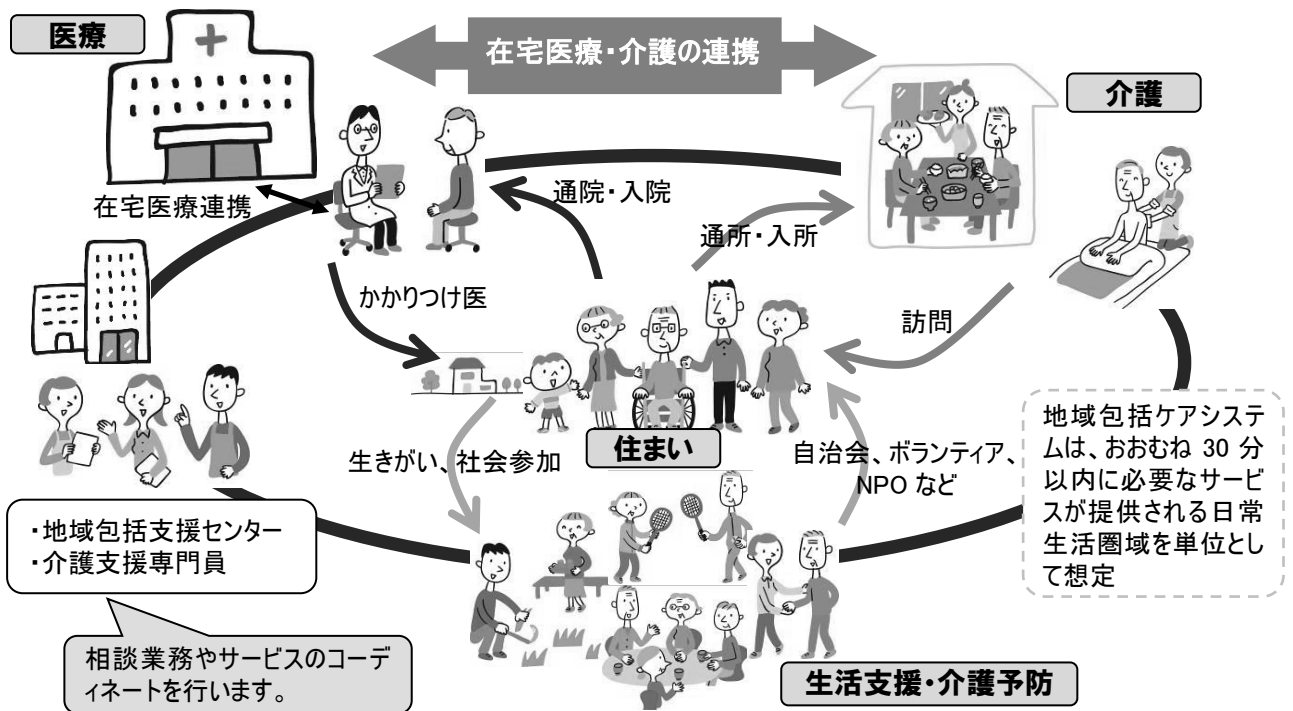 医療
在宅医療・介護の連携
介護
在宅医療連携
通院・入院
通所・入所
かかりつけ医
訪問
住まい
生きがい、社会参加
自治会、ボランティア、
NPO など
地域包括ケアシステ
ムは、おおむね 30 分
以内に必要なサービ
スが提供される日常
生活圏域を単位とし
て想定
・地域包括支援センター
・介護支援専門員
相談業務やサービスのコーデ
ィネートを行います。
生活支援・介護予防